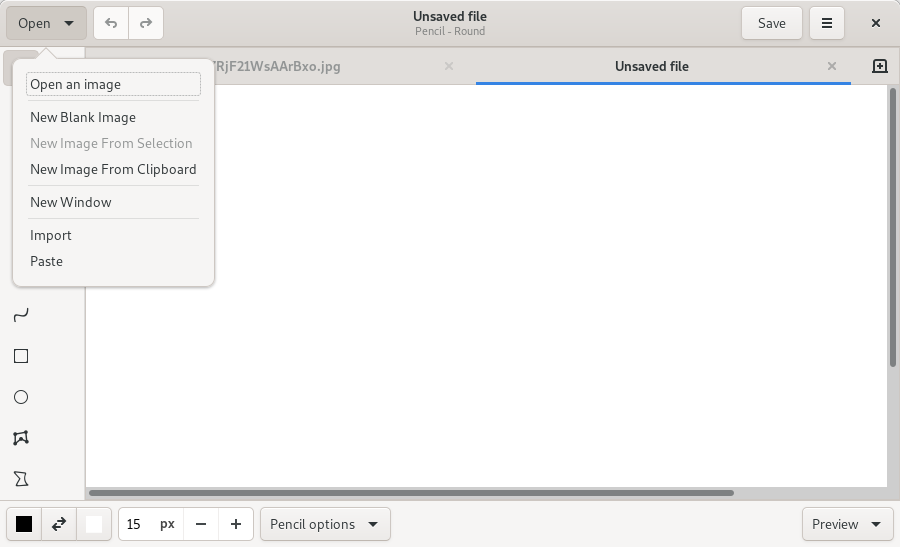 Open
Unsaved file
Pencil - Round
Save
RjF21WsAArBxo.jpg
Unsaved file
Open an image
New Blank Image
New Image From Selection
New Image From Clipboard
New Window
Import
Paste
15 px
Pencil options
Preview